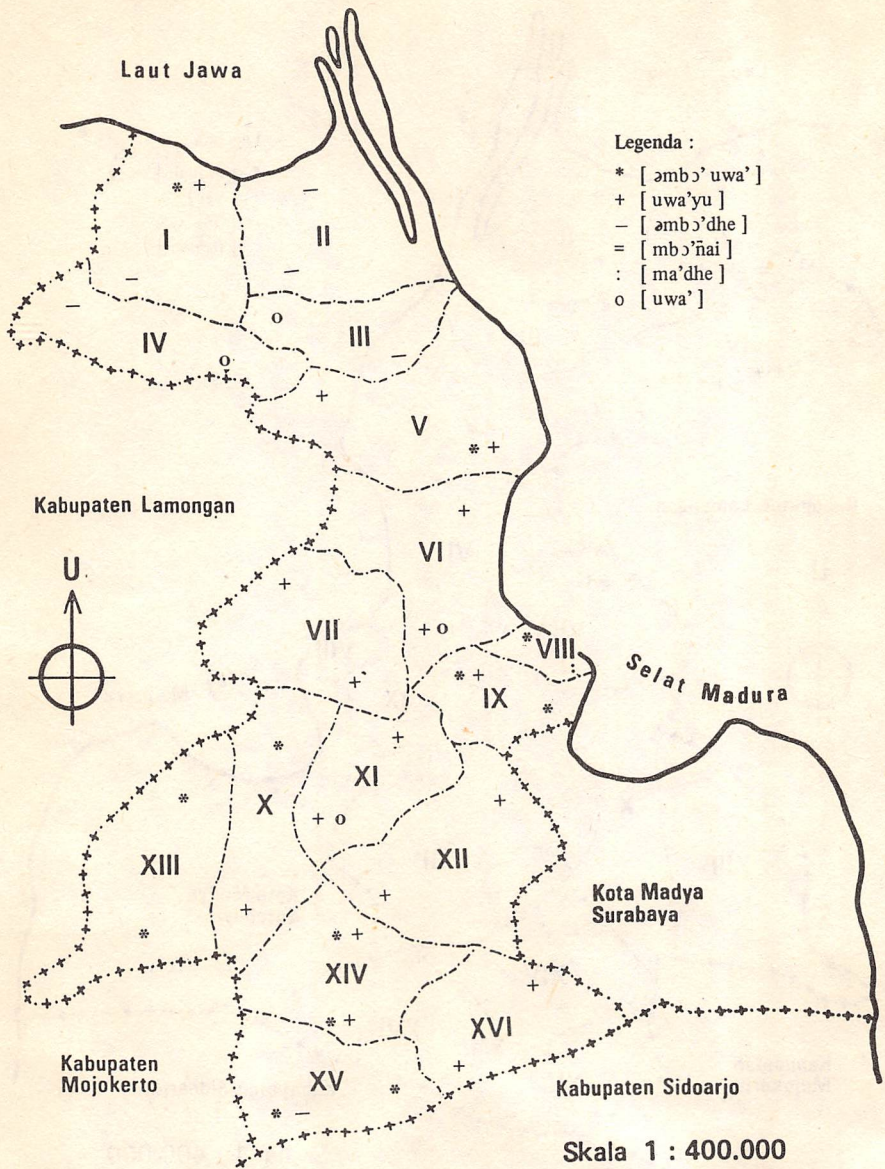 Laut Jawa
Legenda :
* [ əmbɔ' uwa' ]
+ [ uwa'yu ]
– [ əmbɔ'dhe ]
= [ mbɔ'ñai ]
: [ ma'dhe ]
o [ uwa' ]
* +
–
I
II
–
–
–
o
III
IV
–
o
+
V
* +
Kabupaten Lamongan
+
VI
U
+
VII
+ o
*
VIII
:
Selat Madura
+
* +
IX
*
*
+
XI
*
X
+
+ o
XIII
XII
+
Kota Madya
Surabaya
+
*
* +
XIV
+
* +
XVI
Kabupaten
Mojokerto
XV
+
*
Kabupaten Sidoarjo
* –
Skala 1 : 400.000